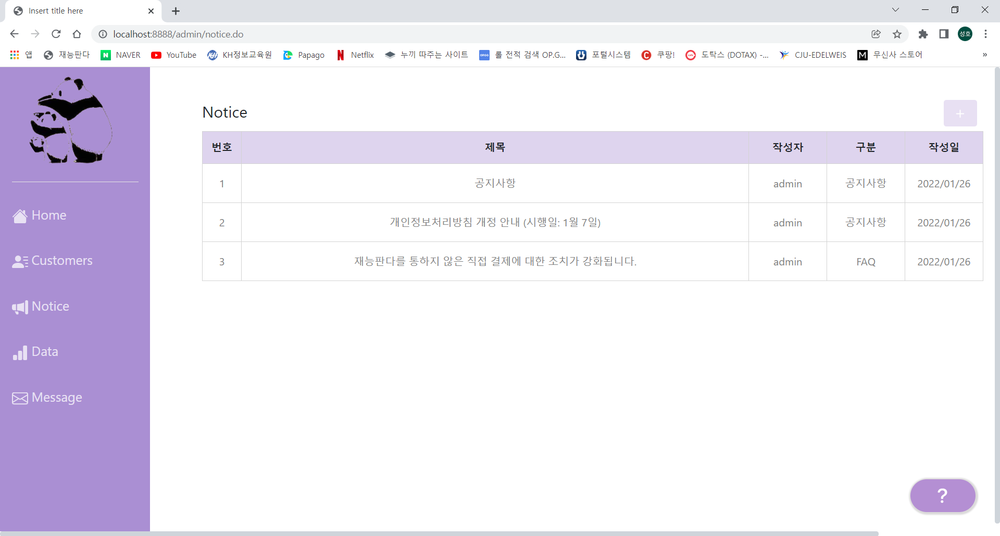 Insert title here
localhost:8888/admin/notice.do
성호
앱 재능판다 NAVER YouTube KH정보교육원 Papago Netflix 누끼 따주는 사이트 롤 전적 검색 OP.G... 포털시스템 쿠팡! 도탁스 (DOTAX) -... CJU-EDELWEIS 무신사 스토어 »
Notice
+
번호 제목 작성자 구분 작성일
1 공지사항 admin 공지사항 2022/01/26
2 개인정보처리방침 개정 안내 (시행일: 1월 7일) admin 공지사항 2022/01/26
3 재능판다를 통하지 않은 직접 결제에 대한 조치가 강화됩니다. admin FAQ 2022/01/26
Home
Customers
Notice
Data
Message
?